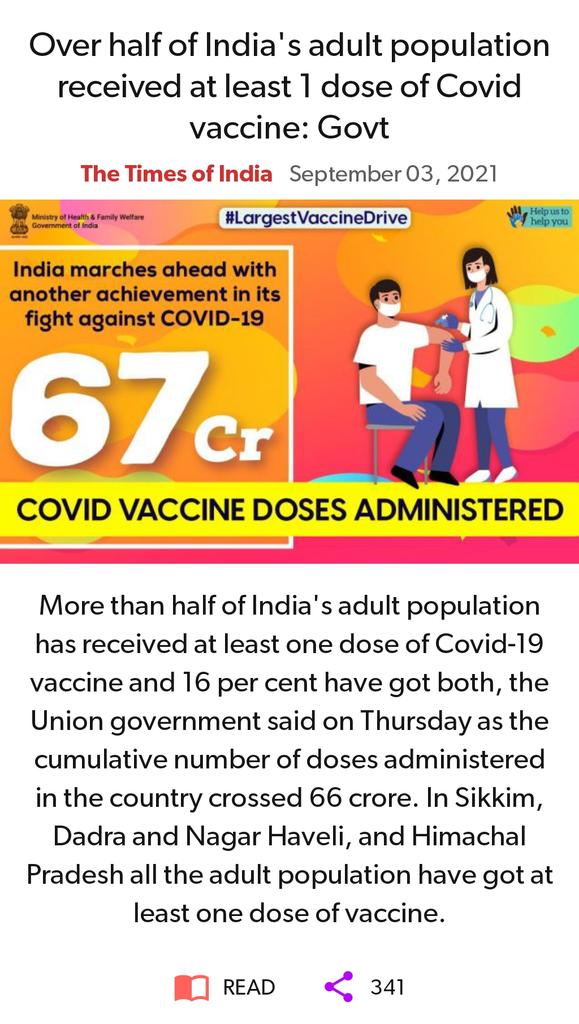 Over half of India's adult population
received at least 1 dose of Covid
vaccine: Govt
The Times of India September 03, 2021
Ministry of Health & Family Welfare
Government of India
#LargestVaccineDrive
Help us to
help you
India marches ahead with
another achievement in its
fight against COVID-19
67 Cr
COVID VACCINE DOSES ADMINISTERED
More than half of India's adult population
has received at least one dose of Covid-19
vaccine and 16 per cent have got both, the
Union government said on Thursday as the
cumulative number of doses administered
in the country crossed 66 crore. In Sikkim,
Dadra and Nagar Haveli, and Himachal
Pradesh all the adult population have got at
least one dose of vaccine.
READ 341